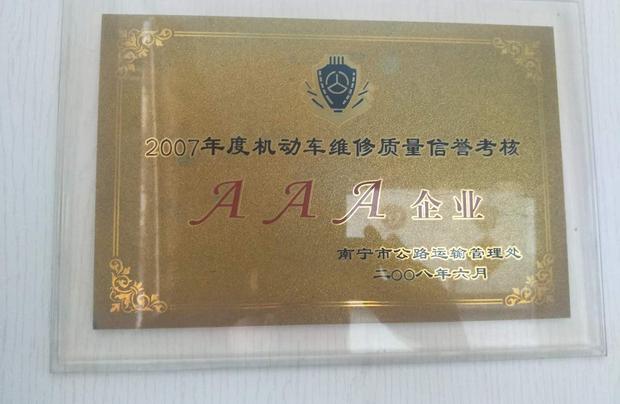 2007年度机动车维修质量信誉考核
AAA企业
南宁市公路运输管理处
二〇〇八年六月